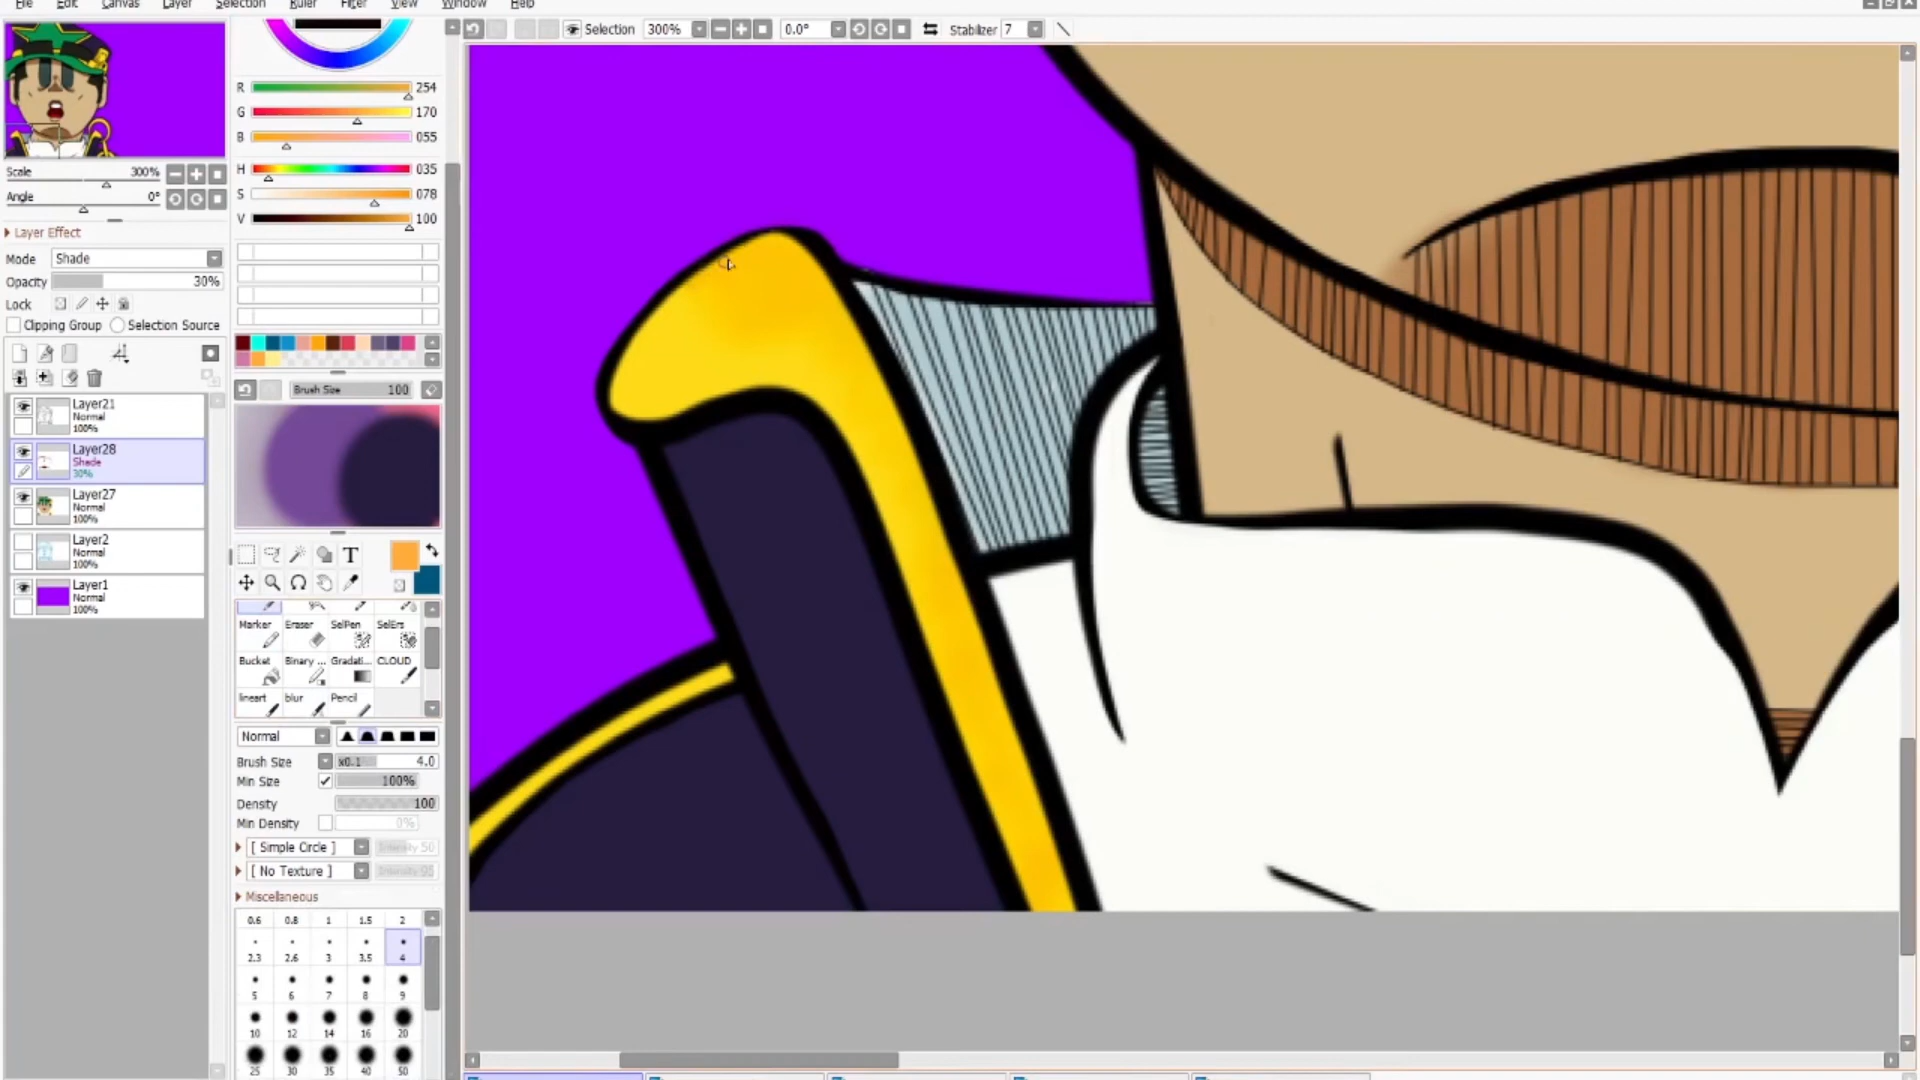 File Edit Canvas Layer Selection Ruler Filter View Window Help
Selection 300% 0.0° Stabilizer 7
R 254
G 170
B 055
H 035
S 078
V 100
Scale 300%
Angle 0°
Layer Effect
Mode Shade
Opacity 30%
Lock
Clipping Group Selection Source
Layer21
Normal
100%
Layer28
Shade
30%
Layer27
Normal
100%
Layer2
Normal
100%
Layer1
Normal
100%
Brush Size 100
T
Marker Eraser SelPen SelErs
Bucket Binary ... Gradati... CLOUD
lineart blur Pencil
Normal
Brush Size x0.1 4.0
Min Size 100%
Density 100
Min Density 0%
[ Simple Circle ] Intensity 50
[ No Texture ] Intensity 95
Miscellaneous
0.6 0.8 1 1.5 2
2.3 2.6 3 3.5 4
5 6 7 8 9
10 12 14 16 20
25 30 35 40 50